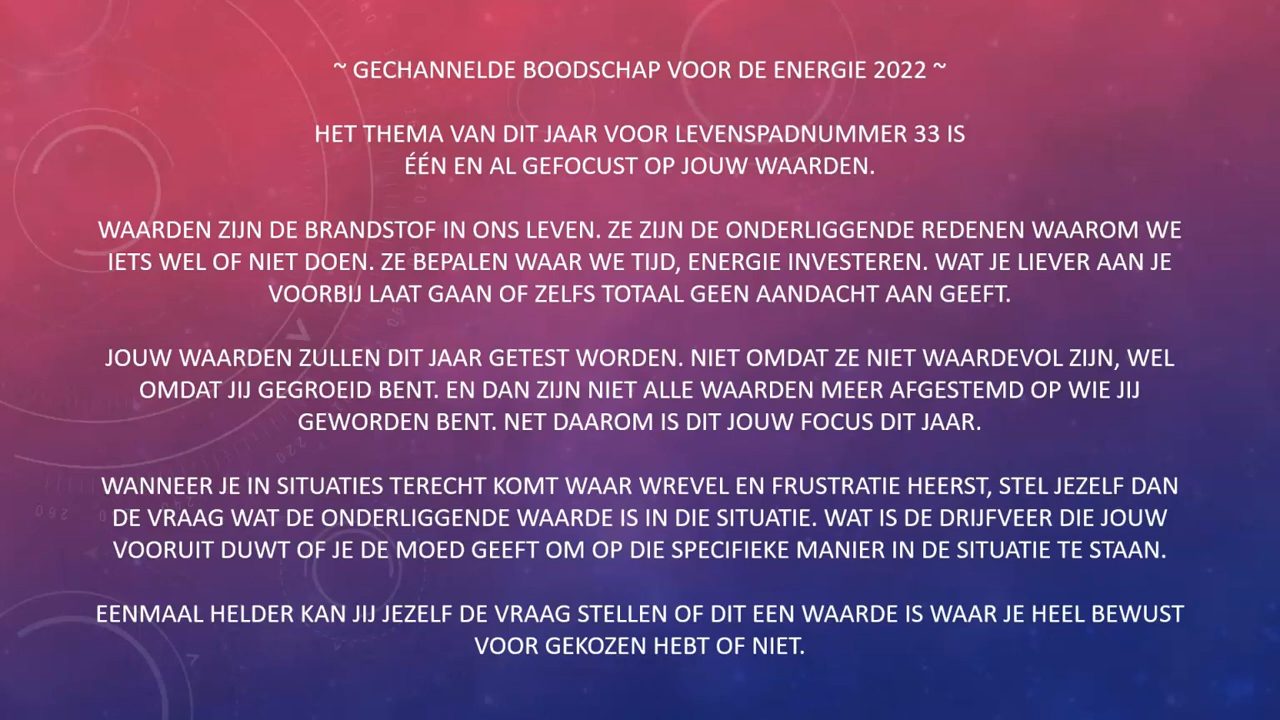 ~ GECHANNELDE BOODSCHAP VOOR DE ENERGIE 2022 ~
HET THEMA VAN DIT JAAR VOOR LEVENSPADNUMMER 33 IS
ÉÉN EN AL GEFOCUST OP JOUW WAARDEN.
WAARDEN ZIJN DE BRANDSTOF IN ONS LEVEN. ZE ZIJN DE ONDERLIGGENDE REDENEN WAAROM WE
IETS WEL OF NIET DOEN. ZE BEPALEN WAAR WE TIJD, ENERGIE INVESTEREN. WAT JE LIEVER AAN JE
VOORBIJ LAAT GAAN OF ZELFS TOTAAL GEEN AANDACHT AAN GEEFT.
JOUW WAARDEN ZULLEN DIT JAAR GETEST WORDEN. NIET OMDAT ZE NIET WAARDEVOL ZIJN, WEL
OMDAT JIJ GEGROEID BENT. EN DAN ZIJN NIET ALLE WAARDEN MEER AFGESTEMD OP WIE JIJ
GEWORDEN BENT. NET DAAROM IS DIT JOUW FOCUS DIT JAAR.
WANNEER JE IN SITUATIES TERECHT KOMT WAAR WREVEL EN FRUSTRATIE HEERST, STEL JEZELF DAN
DE VRAAG WAT DE ONDERLIGGENDE WAARDE IS IN DIE SITUATIE. WAT IS DE DRIJFVEER DIE JOUW
VOORUIT DUWT OF JE DE MOED GEEFT OM OP DIE SPECIFIEKE MANIER IN DE SITUATIE TE STAAN.
EENMAAL HELDER KAN JIJ JEZELF DE VRAAG STELLEN OF DIT EEN WAARDE IS WAAR JE HEEL BEWUST
VOOR GEKOZEN HEBT OF NIET.
220
260